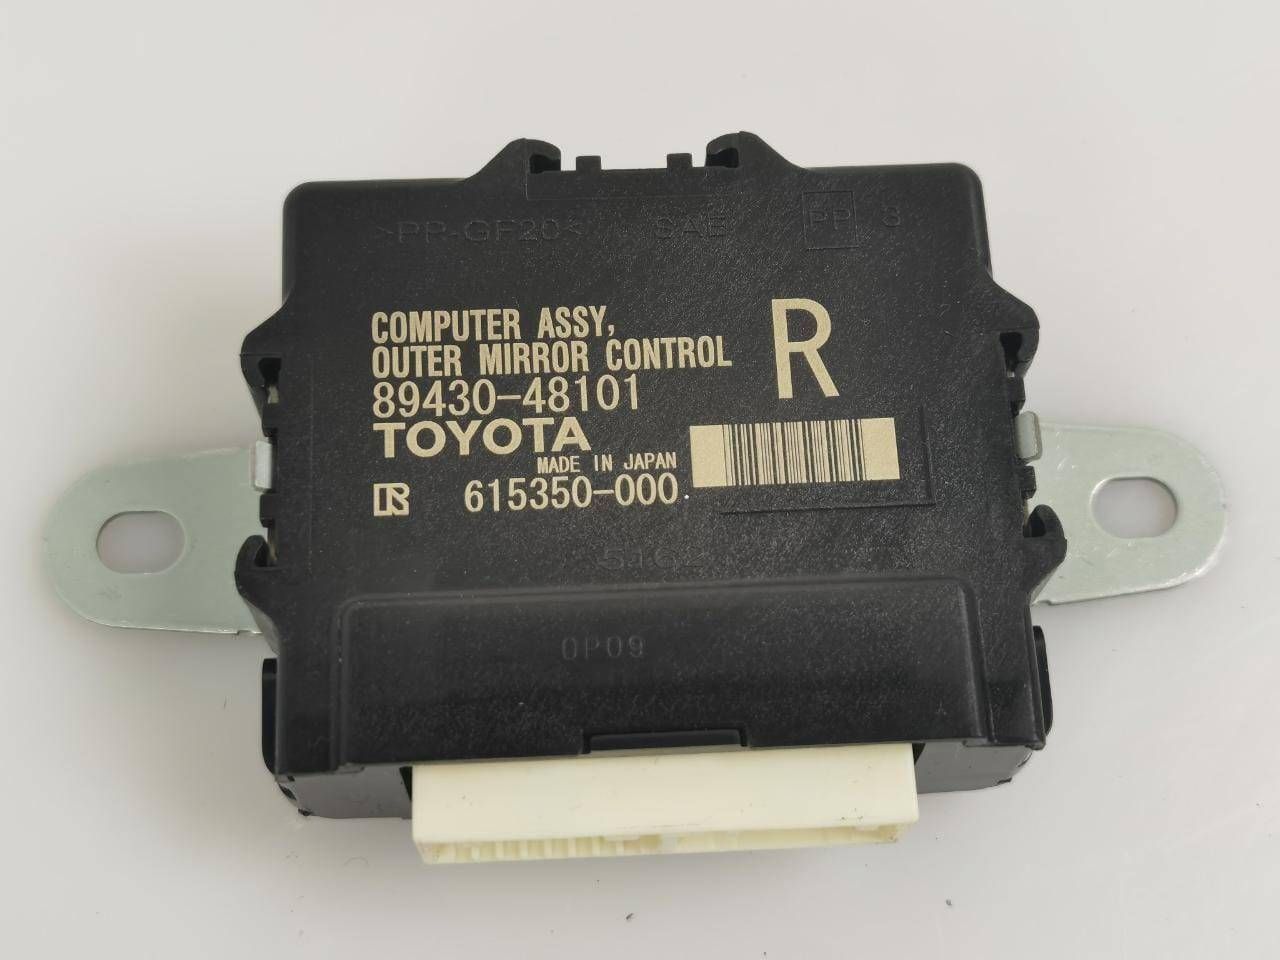 >PP-GF20< SAE PP 3
COMPUTER ASSY,
OUTER MIRROR CONTROL
R
89430-48101
TOYOTA
MADE IN JAPAN
615350-000
0P09